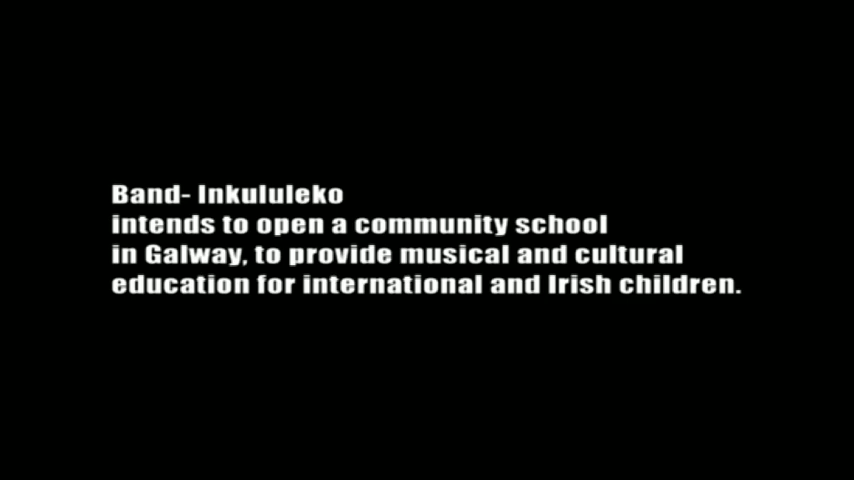 Band- Inkululeko
intends to open a community school
in Galway, to provide musical and cultural
education for international and Irish children.